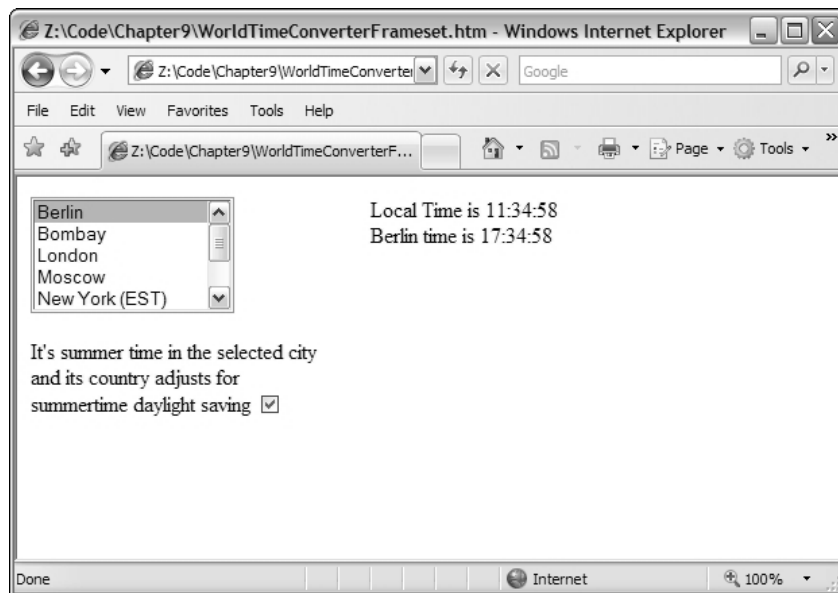 Z:\Code\Chapter9\WorldTimeConverterFrameset.htm - Windows Internet Explorer
Z:\Code\Chapter9\WorldTimeConverter
Google
File Edit View Favorites Tools Help
Z:\Code\Chapter9\WorldTimeConverterF... Page Tools »
Berlin
Bombay
London
Moscow
New York (EST)
Local Time is 11:34:58
Berlin time is 17:34:58
It's summer time in the selected city
and its country adjusts for
summertime daylight saving
Done Internet 100%